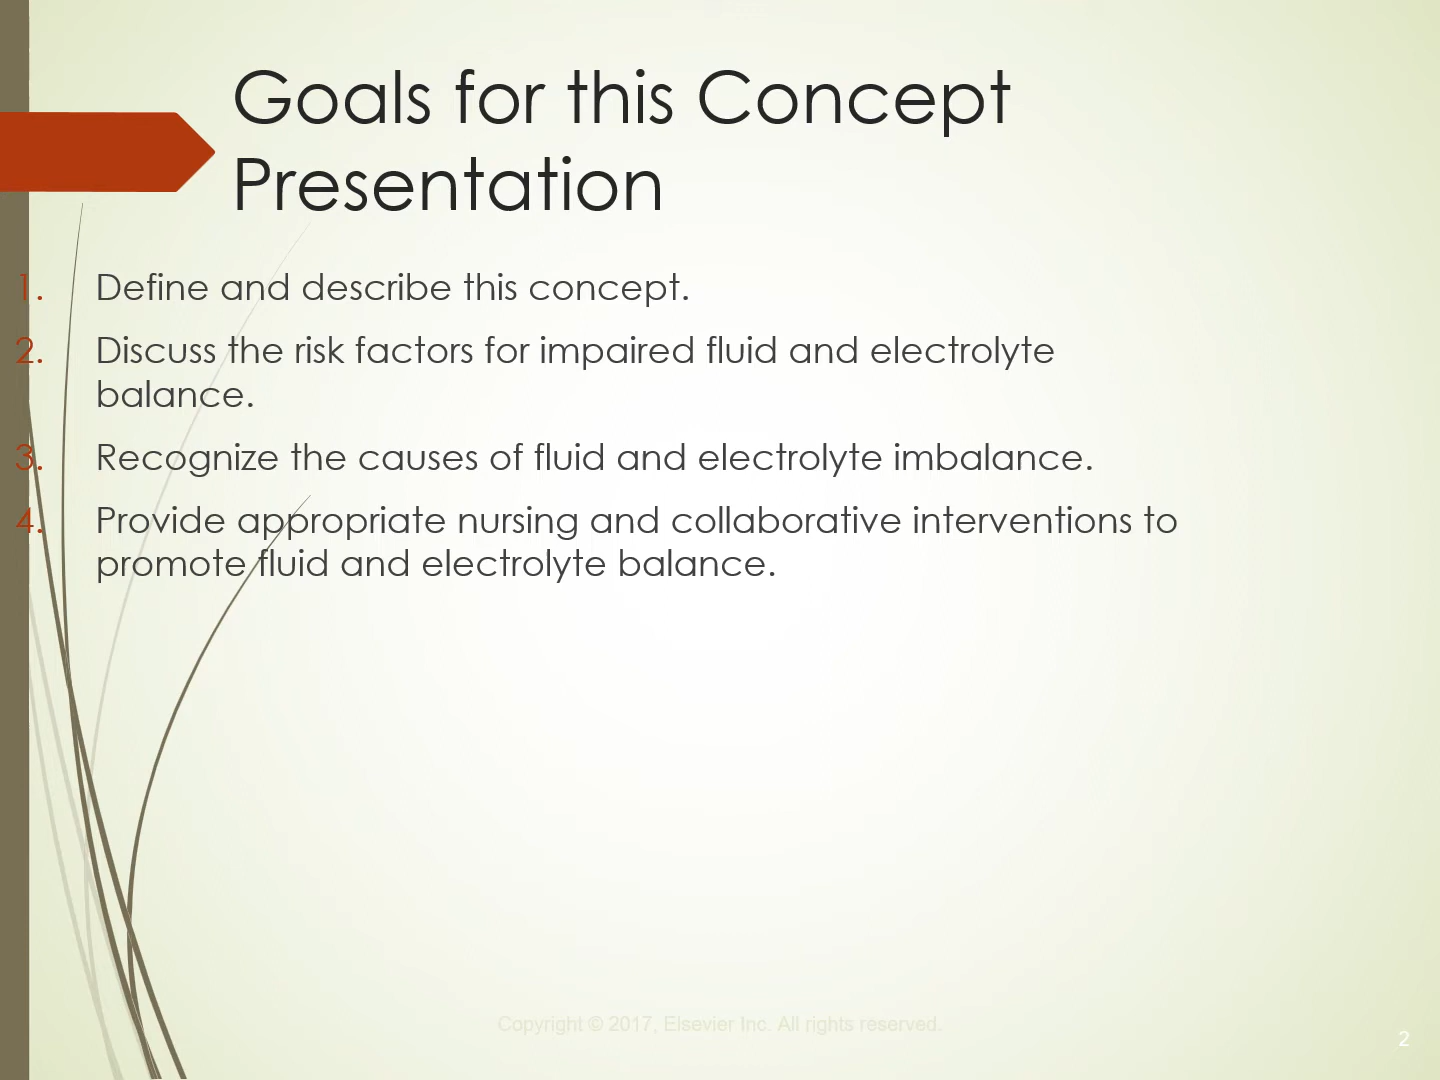 Goals for this Concept
Presentation
1. Define and describe this concept.
2. Discuss the risk factors for impaired fluid and electrolyte
balance.
3. Recognize the causes of fluid and electrolyte imbalance.
4. Provide appropriate nursing and collaborative interventions to
promote fluid and electrolyte balance.
Copyright © 2017, Elsevier Inc. All rights reserved.
2